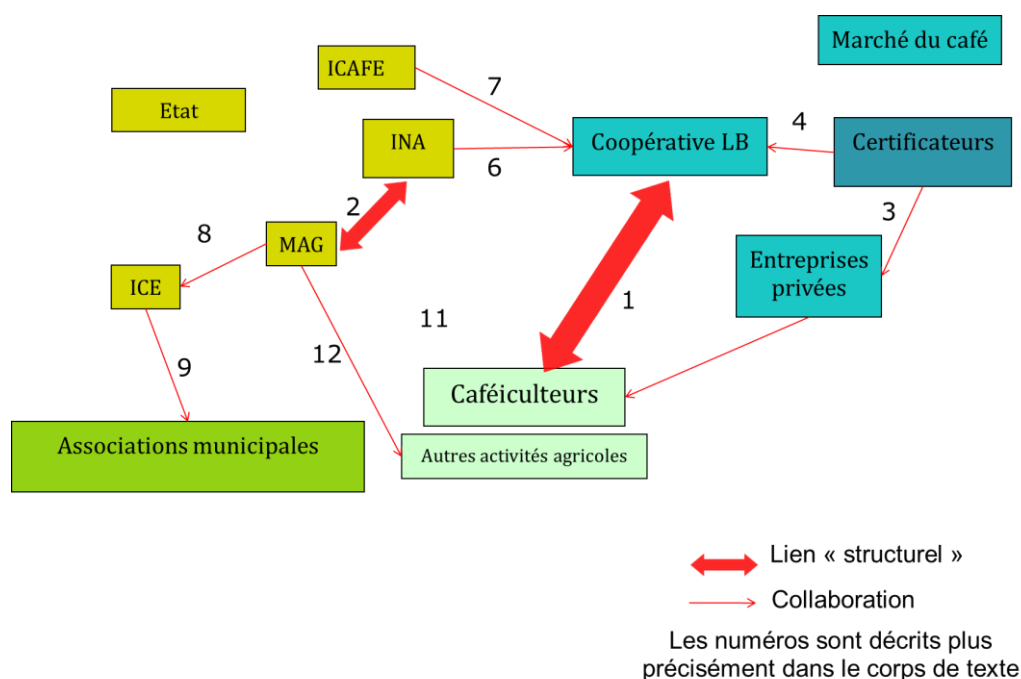 Marché du café
ICAFE
7
Etat
4
INA
Coopérative LB
Certificateurs
6
2
3
8
MAG
Entreprises
privées
ICE
1
11
12
9
Caféiculteurs
Associations municipales
Autres activités agricoles
Lien « structurel »
Collaboration
Les numéros sont décrits plus
précisément dans le corps de texte